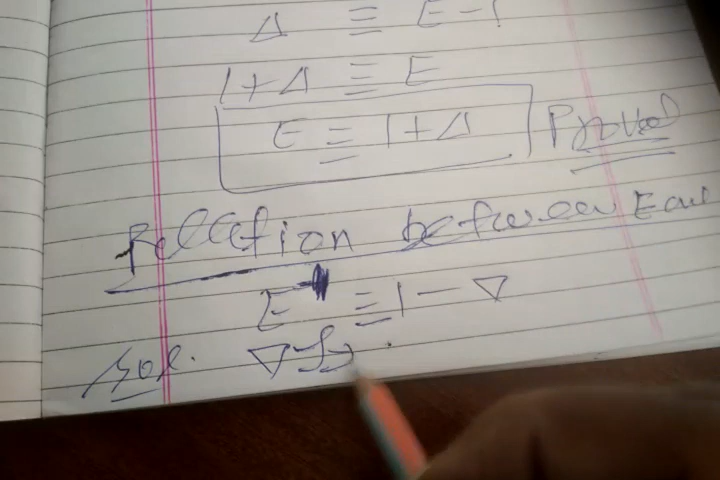 Δ ≡ E-1
1+Δ ≡ E
E ≡ 1+Δ Proved
Relation between E and
E⁻¹ ≡ 1 - ∇
Sol. ∇ f